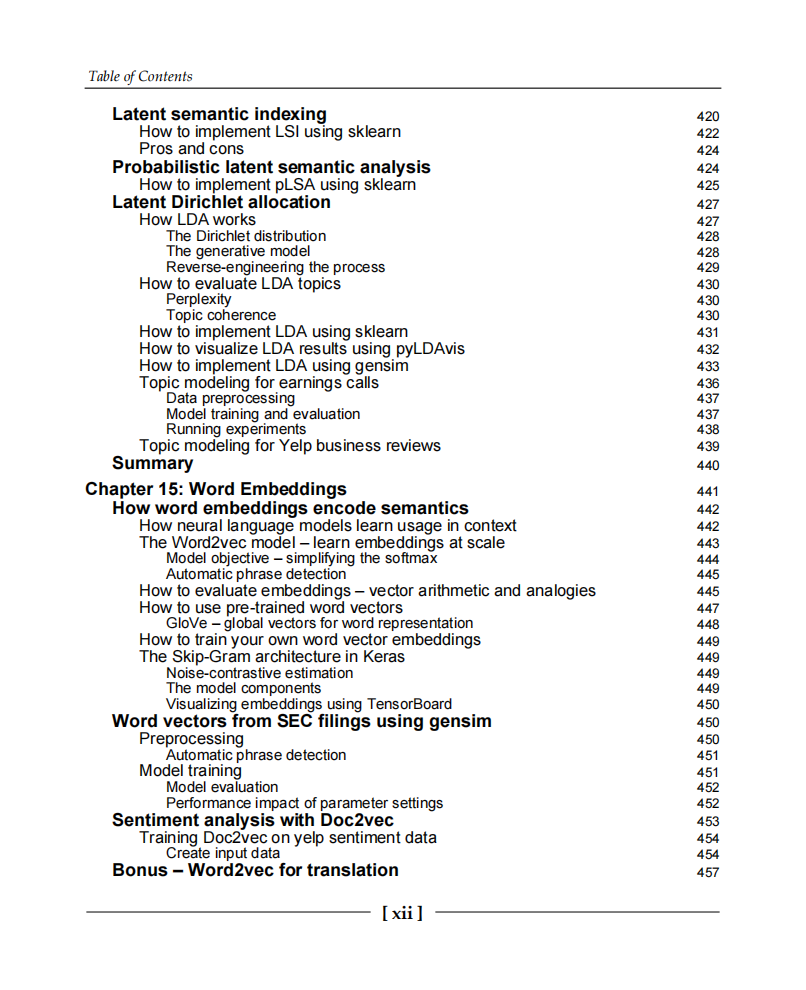 Table of Contents
Latent semantic indexing 420
How to implement LSI using sklearn 422
Pros and cons 424
Probabilistic latent semantic analysis 424
How to implement pLSA using sklearn 425
Latent Dirichlet allocation 427
How LDA works 427
The Dirichlet distribution 428
The generative model 428
Reverse-engineering the process 429
How to evaluate LDA topics 430
Perplexity 430
Topic coherence 430
How to implement LDA using sklearn 431
How to visualize LDA results using pyLDAvis 432
How to implement LDA using gensim 433
Topic modeling for earnings calls 436
Data preprocessing 437
Model training and evaluation 437
Running experiments 438
Topic modeling for Yelp business reviews 439
Summary 440
Chapter 15: Word Embeddings 441
How word embeddings encode semantics 442
How neural language models learn usage in context 442
The Word2vec model – learn embeddings at scale 443
Model objective – simplifying the softmax 444
Automatic phrase detection 445
How to evaluate embeddings – vector arithmetic and analogies 445
How to use pre-trained word vectors 447
GloVe – global vectors for word representation 448
How to train your own word vector embeddings 449
The Skip-Gram architecture in Keras 449
Noise-contrastive estimation 449
The model components 449
Visualizing embeddings using TensorBoard 450
Word vectors from SEC filings using gensim 450
Preprocessing 450
Automatic phrase detection 451
Model training 451
Model evaluation 452
Performance impact of parameter settings 452
Sentiment analysis with Doc2vec 453
Training Doc2vec on yelp sentiment data 454
Create input data 454
Bonus – Word2vec for translation 457
[ xii ]